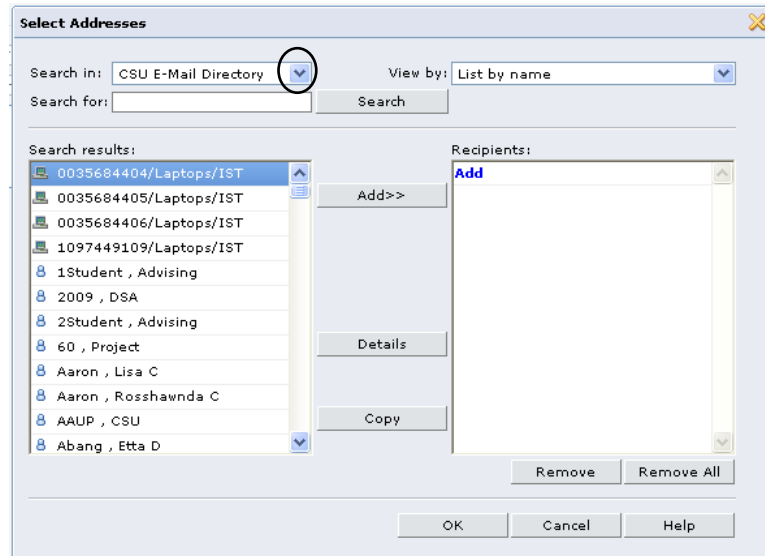 Select Addresses
Search in: CSU E-Mail Directory View by: List by name
Search for: Search
Search results: Recipients:
0035684404/Laptops/IST Add
0035684405/Laptops/IST Add>>
0035684406/Laptops/IST
1097449109/Laptops/IST
1Student , Advising
2009 , DSA
2Student , Advising
60 , Project Details
Aaron , Lisa C
Aaron , Rosshawnda C
AAUP , CSU Copy
Abang , Etta D
Remove Remove All
OK Cancel Help